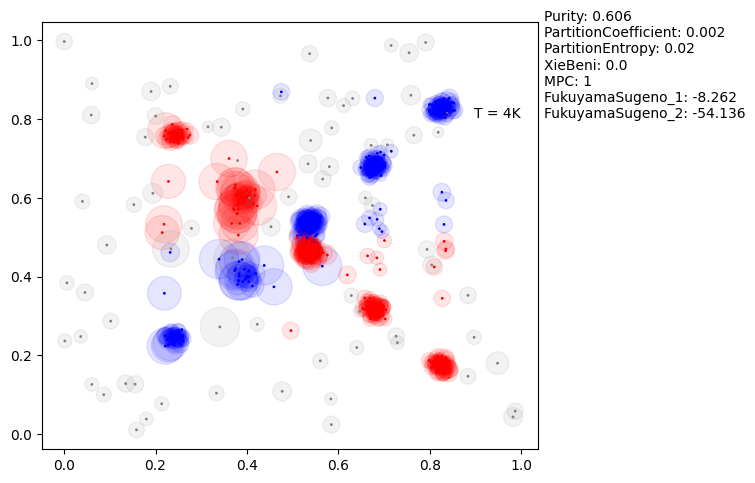 Purity: 0.606
PartitionCoefficient: 0.002
PartitionEntropy: 0.02
XieBeni: 0.0
MPC: 1
FukuyamaSugeno_1: -8.262
FukuyamaSugeno_2: -54.136
T = 4K
1.0
0.8
0.6
0.4
0.2
0.0
0.0 0.2 0.4 0.6 0.8 1.0